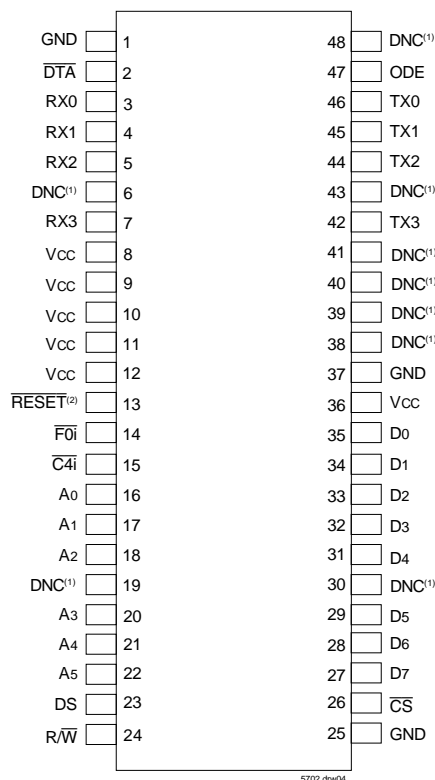 GND 1 48 DNC(1)
DTA 2 47 ODE
RX0 3 46 TX0
RX1 4 45 TX1
RX2 5 44 TX2
DNC(1) 6 43 DNC(1)
RX3 7 42 TX3
VCC 8 41 DNC(1)
VCC 9 40 DNC(1)
VCC 10 39 DNC(1)
VCC 11 38 DNC(1)
VCC 12 37 GND
RESET(2) 13 36 VCC
F0i 14 35 D0
C4i 15 34 D1
A0 16 33 D2
A1 17 32 D3
A2 18 31 D4
DNC(1) 19 30 DNC(1)
A3 20 29 D5
A4 21 28 D6
A5 22 27 D7
DS 23 26 CS
R/W 24 25 GND
5702 drw04